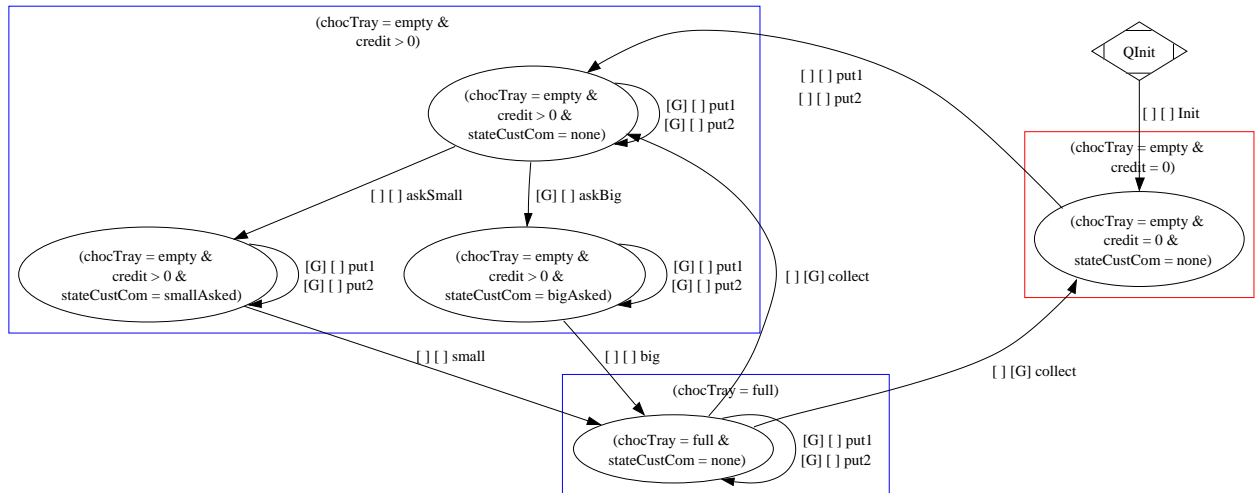 (chocTray = empty &
credit > 0)
(chocTray = empty &
credit > 0 &
stateCustCom = none)
[G] [ ] put1
[G] [ ] put2
[ ] [ ] put1
[ ] [ ] put2
QInit
[ ] [ ] Init
(chocTray = empty &
credit = 0)
(chocTray = empty &
credit = 0 &
stateCustCom = none)
[ ] [ ] askSmall
[G] [ ] askBig
(chocTray = empty &
credit > 0 &
stateCustCom = smallAsked)
[G] [ ] put1
[G] [ ] put2
(chocTray = empty &
credit > 0 &
stateCustCom = bigAsked)
[G] [ ] put1
[G] [ ] put2
[ ] [G] collect
[ ] [ ] small
[ ] [ ] big
[ ] [G] collect
(chocTray = full)
(chocTray = full &
stateCustCom = none)
[G] [ ] put1
[G] [ ] put2